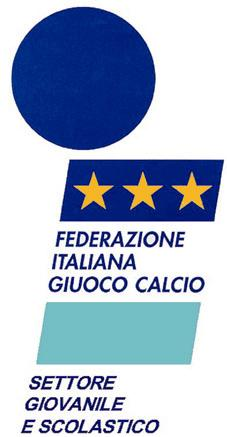 FEDERAZIONE
ITALIANA
GIUOCO CALCIO
SETTORE
GIOVANILE
E SCOLASTICO